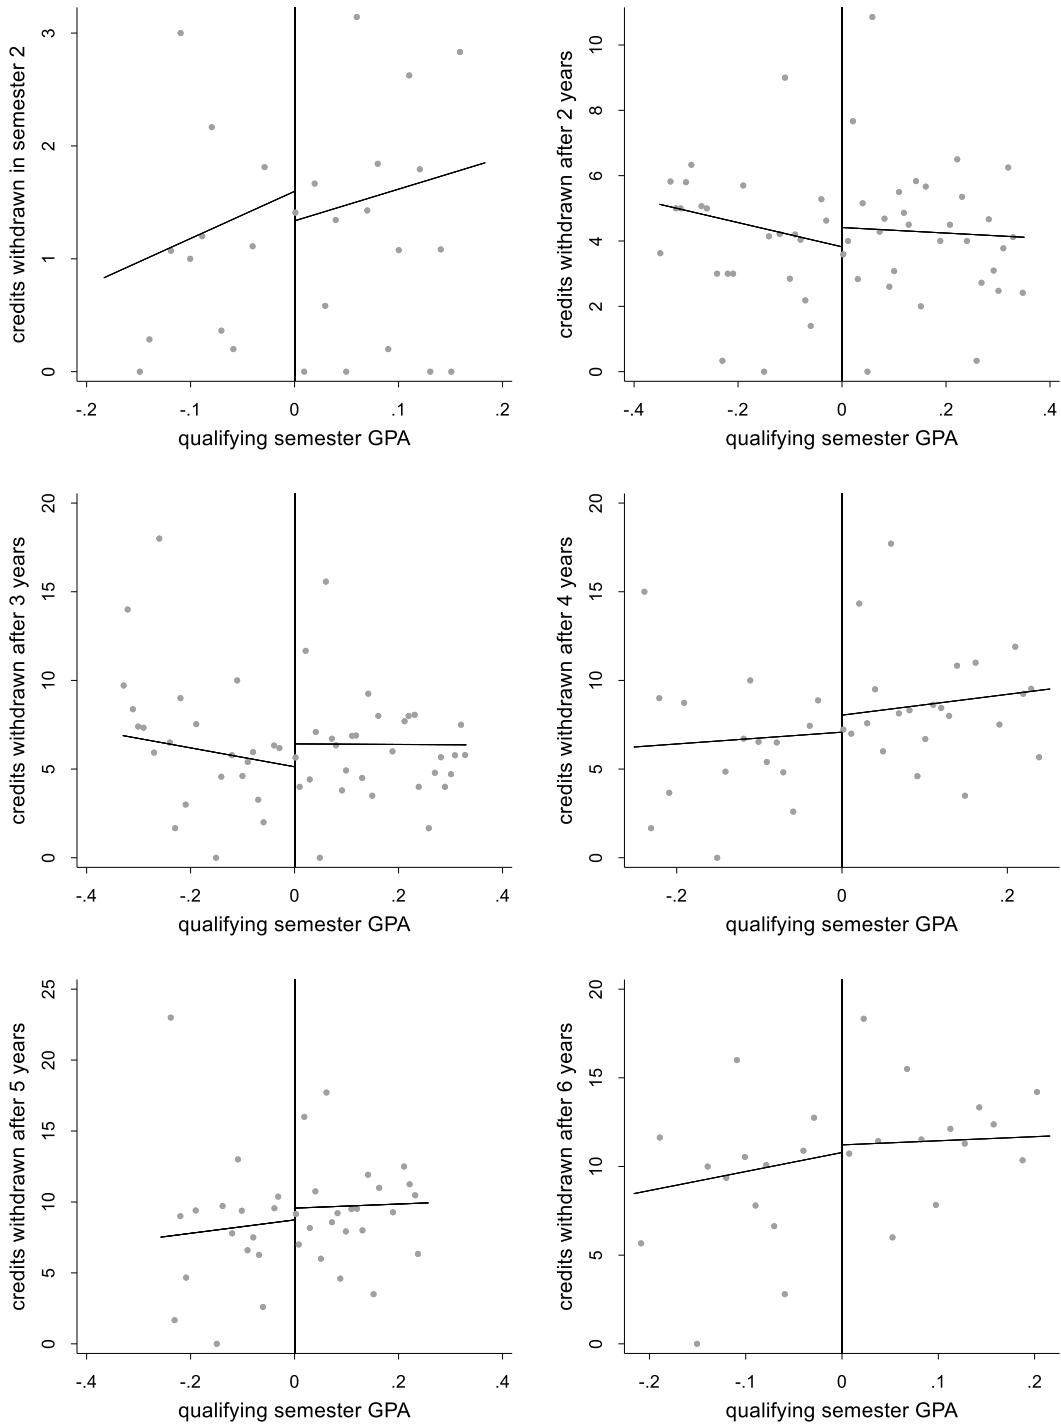 credits withdrawn in semester 2
3
2
1
0
-.2 -.1 0 .1 .2
qualifying semester GPA
credits withdrawn after 2 years
10
8
6
4
2
0
-.4 -.2 0 .2 .4
qualifying semester GPA
credits withdrawn after 3 years
20
15
10
5
0
-.4 -.2 0 .2 .4
qualifying semester GPA
credits withdrawn after 4 years
20
15
10
5
0
-.2 0 .2
qualifying semester GPA
credits withdrawn after 5 years
25
20
15
10
5
0
-.4 -.2 0 .2 .4
qualifying semester GPA
credits withdrawn after 6 years
20
15
10
5
0
-.2 -.1 0 .1 .2
qualifying semester GPA